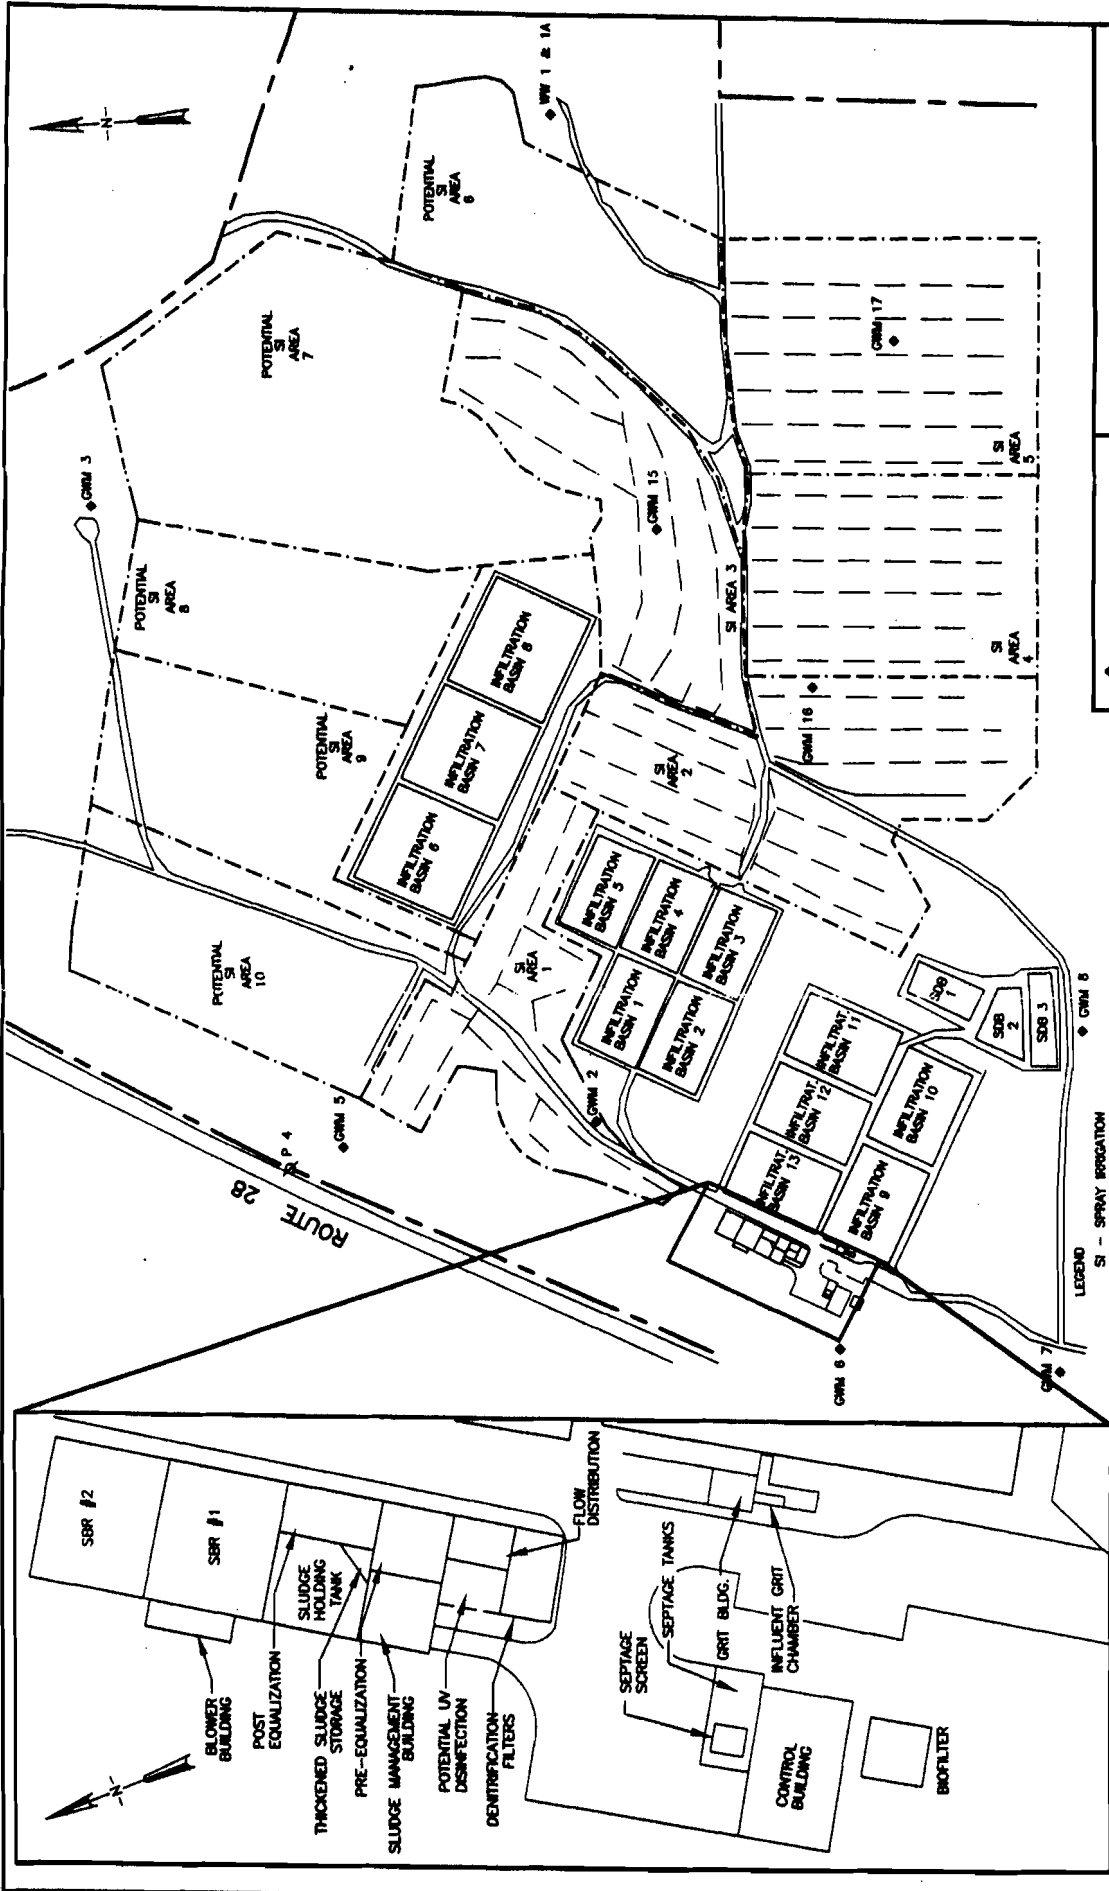 N
WW 1 & 1A
POTENTIAL
SI
AREA
6
POTENTIAL
SI
AREA
7
GWM 17
SI
AREA
5
GWM 3
GWM 15
POTENTIAL
SI
AREA
8
SI AREA 3
SI
AREA
4
INFILTRATION
BASIN 8
INFILTRATION
BASIN 7
INFILTRATION
BASIN 6
POTENTIAL
SI
AREA
9
GWM 16
SI
AREA
2
POTENTIAL
SI
AREA
10
SI
AREA
1
INFILTRATION
BASIN 5
INFILTRATION
BASIN 4
INFILTRATION
BASIN 3
INFILTRATION
BASIN 1
INFILTRATION
BASIN 2
SDB
1
SDB
2
SDB 3
GWM 8
INFILTRAT.
BASIN 11
INFILTRAT.
BASIN 12
INFILTRAT.
BASIN 13
INFILTRATION
BASIN 10
INFILTRATION
BASIN 9
GWM 2
GWM 5
P 4
ROUTE 28
GWM 6
GWM 7
LEGEND
SI - SPRAY IRRIGATION
SBR #2
SBR #1
SLUDGE
HOLDING
TANK
FLOW
DISTRIBUTION
BLOWER
BUILDING
POST
EQUALIZATION
THICKENED SLUDGE
STORAGE
PRE-EQUALIZATION
SLUDGE MANAGEMENT
BUILDING
POTENTIAL UV
DISINFECTION
DENITRIFICATION
FILTERS
SEPTAGE
SCREEN
SEPTAGE TANKS
GRIT BLDG.
INFLUENT GRIT
CHAMBER
CONTROL
BUILDING
BIOFILTER
N